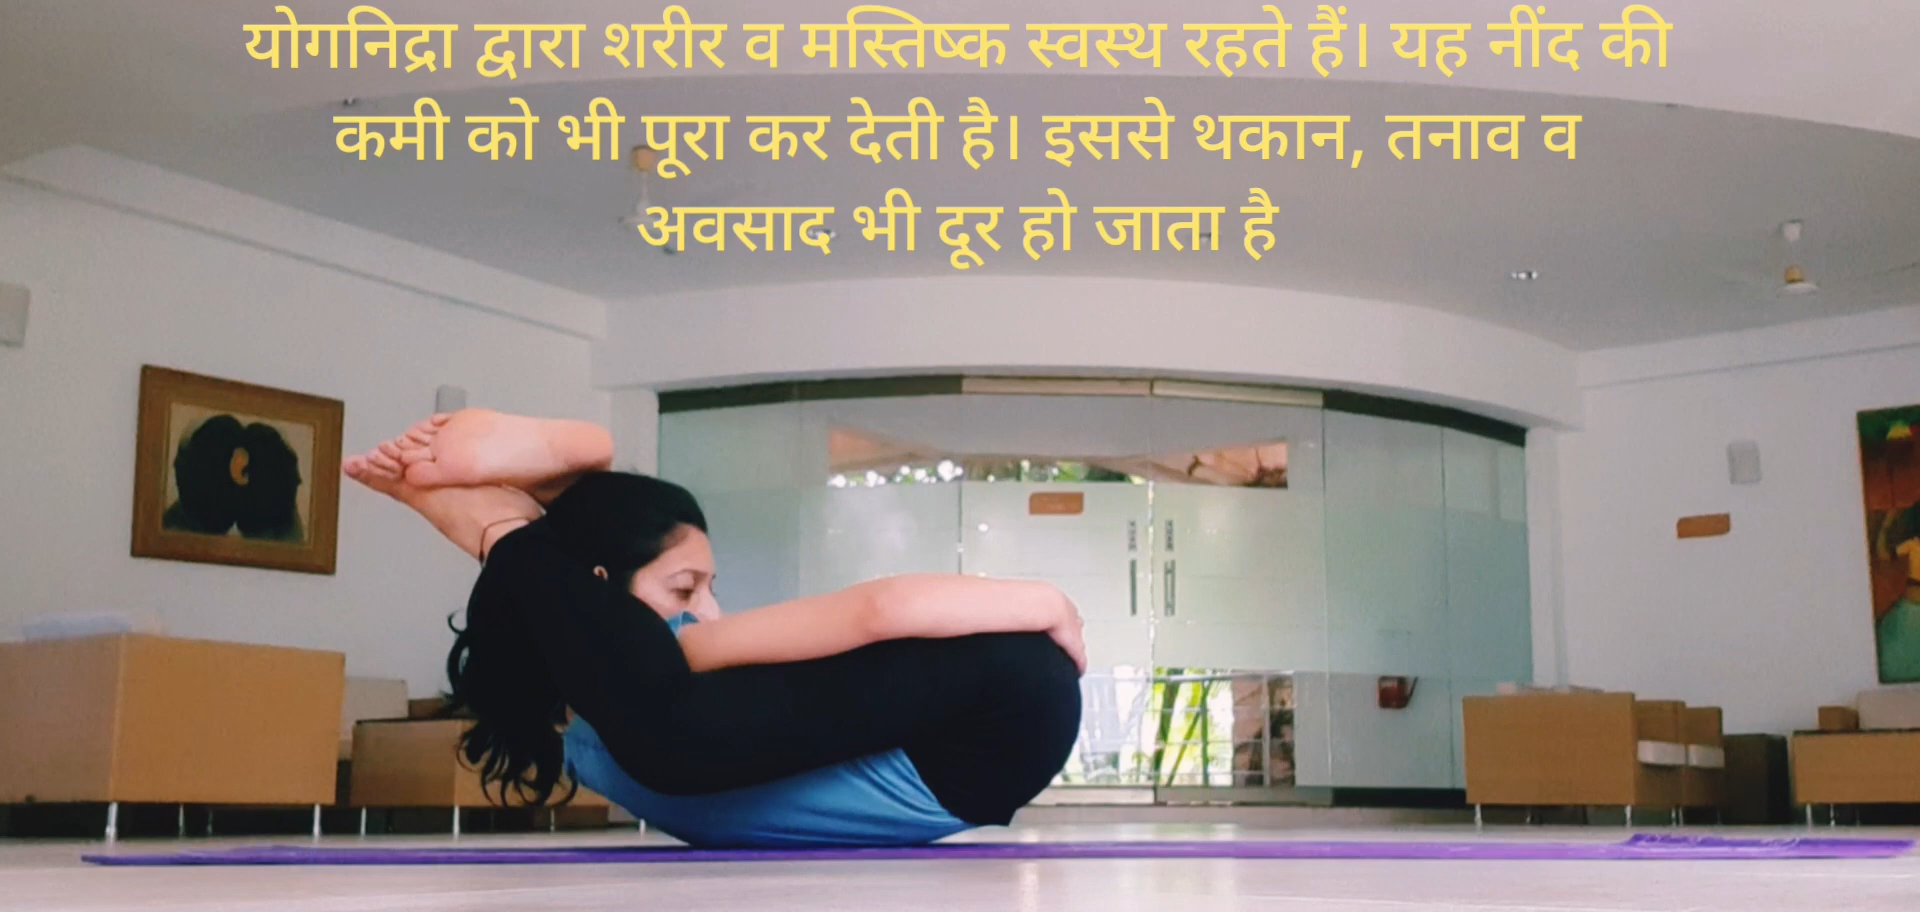 योगनिद्रा द्वारा शरीर व मस्तिष्क स्वस्थ रहते हैं। यह नींद की
कमी को भी पूरा कर देती है। इससे थकान, तनाव व
अवसाद भी दूर हो जाता है